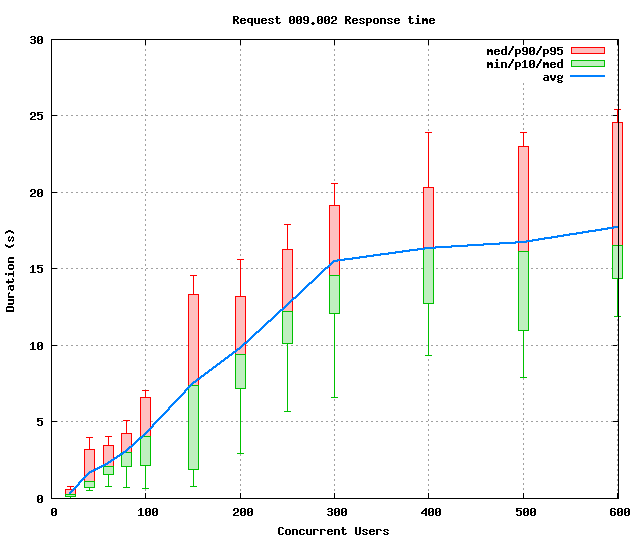 Request 009.002 Response time
med/p90/p95
min/p10/med
avg
30
25
20
15
10
5
0
Duration (s)
0 100 200 300 400 500 600
Concurrent Users